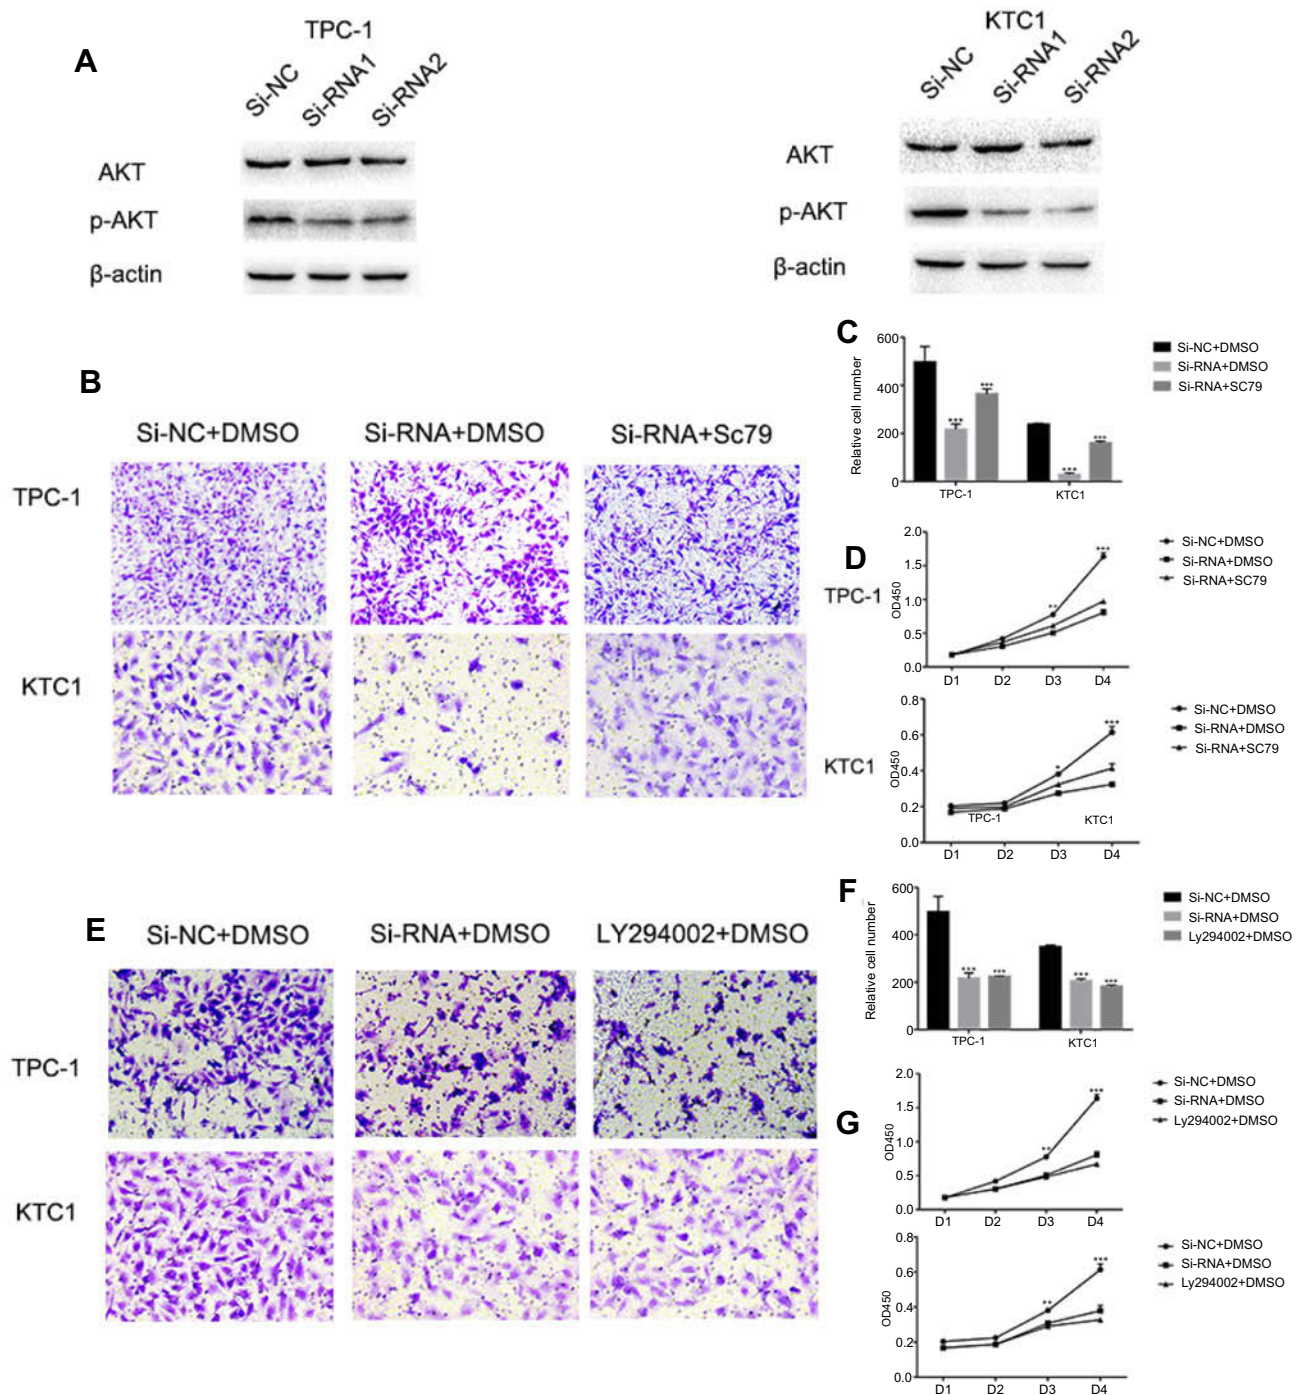 A
TPC-1
Si-NC
Si-RNA1
Si-RNA2
AKT
p-AKT
β-actin
KTC1
Si-NC
Si-RNA1
Si-RNA2
AKT
p-AKT
β-actin
B
Si-NC+DMSO
Si-RNA+DMSO
Si-RNA+Sc79
TPC-1
KTC1
C
Relative cell number
600
400
200
0
***
***
***
***
TPC-1
KTC1
Si-NC+DMSO
Si-RNA+DMSO
Si-RNA+SC79
D
TPC-1
OD450
2.0
1.5
1.0
0.5
0.0
**
***
D1
D2
D3
D4
Si-NC+DMSO
Si-RNA+DMSO
Si-RNA+SC79
KTC1
OD450
0.8
0.6
0.4
0.2
0.0
*
***
TPC-1
KTC1
D1
D2
D3
D4
Si-NC+DMSO
Si-RNA+DMSO
Si-RNA+SC79
E
Si-NC+DMSO
Si-RNA+DMSO
LY294002+DMSO
TPC-1
KTC1
F
Relative cell number
600
400
200
0
***
***
***
***
TPC-1
KTC1
Si-NC+DMSO
Si-RNA+DMSO
Ly294002+DMSO
G
OD450
2.0
1.5
1.0
0.5
0.0
**
***
D1
D2
D3
D4
Si-NC+DMSO
Si-RNA+DMSO
Ly294002+DMSO
OD450
0.8
0.6
0.4
0.2
0.0
**
***
D1
D2
D3
D4
Si-NC+DMSO
Si-RNA+DMSO
Ly294002+DMSO